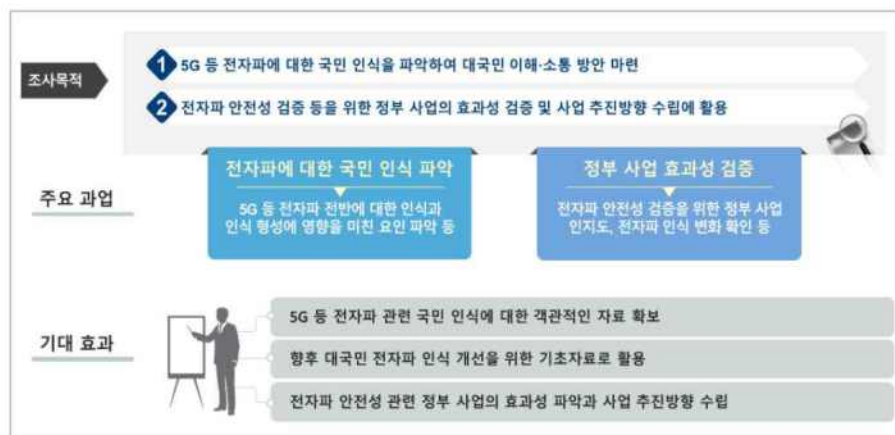 조사목적
1 5G 등 전자파에 대한 국민 인식을 파악하여 대국민 이해·소통 방안 마련
2 전자파 안전성 검증 등을 위한 정부 사업의 효과성 검증 및 사업 추진방향 수립에 활용
주요 과업
전자파에 대한 국민 인식 파악
5G 등 전자파 전반에 대한 인식과
인식 형성에 영향을 미친 요인 파악 등
정부 사업 효과성 검증
전자파 안전성 검증을 위한 정부 사업
인지도, 전자파 인식 변화 확인 등
기대 효과
5G 등 전자파 관련 국민 인식에 대한 객관적인 자료 확보
향후 대국민 전자파 인식 개선을 위한 기초자료로 활용
전자파 안전성 관련 정부 사업의 효과성 파악과 사업 추진방향 수립